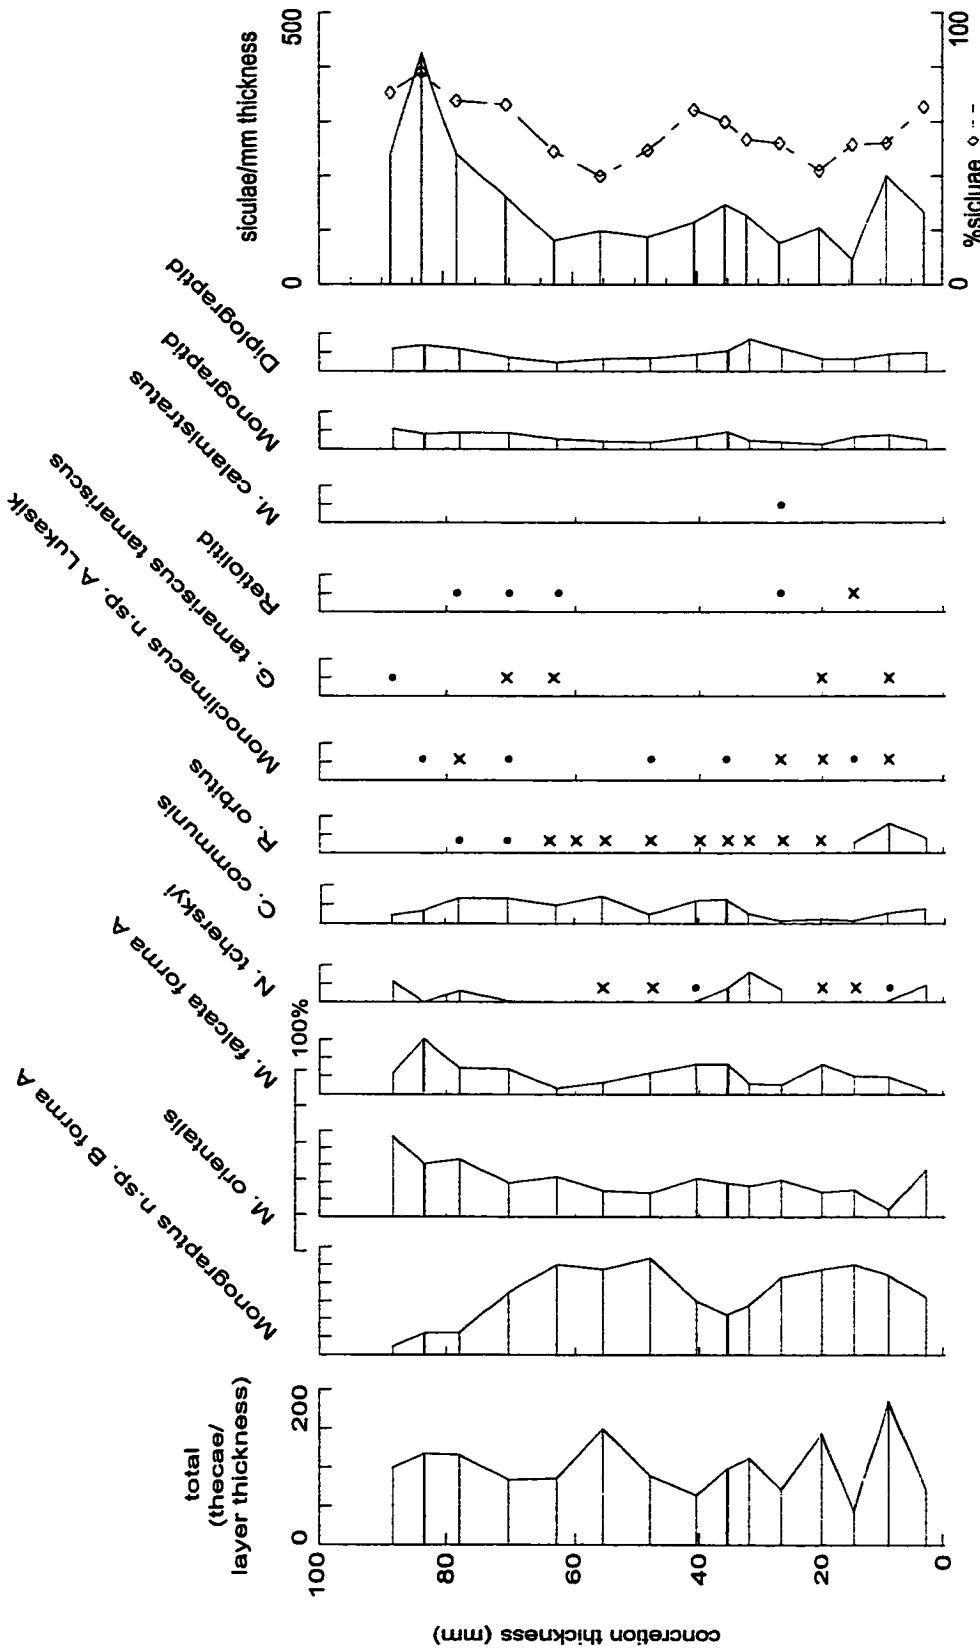 siculae/mm thickness
500
0
100
0
%sicluae
Diplograptid
Monograptid
M. calamistratus
Retiolitid
G. tamariscus tamariscus
Monoclimacus n.sp. A Lukasik
R. orbitus
C. communis
N. tcherskyi
M. falcata forma A
100%
M. orientalis
Monograptus n.sp. B forma A
total
(thecae/
layer thickness)
200
0
100
80
60
40
20
0
concretion thickness (mm)